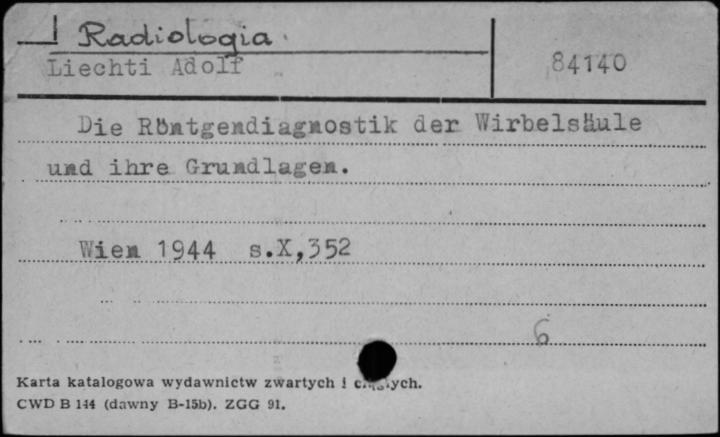 I Radiologia
Liechti Adolf 84140
Die Röntgendiagnostik der Wirbelsäule
und ihre Grundlagen.
Wien 1944 s.X,352
6
Karta katalogowa wydawnictw zwartych i
CWD B 144 (dawny B-15b). ZGG 91.